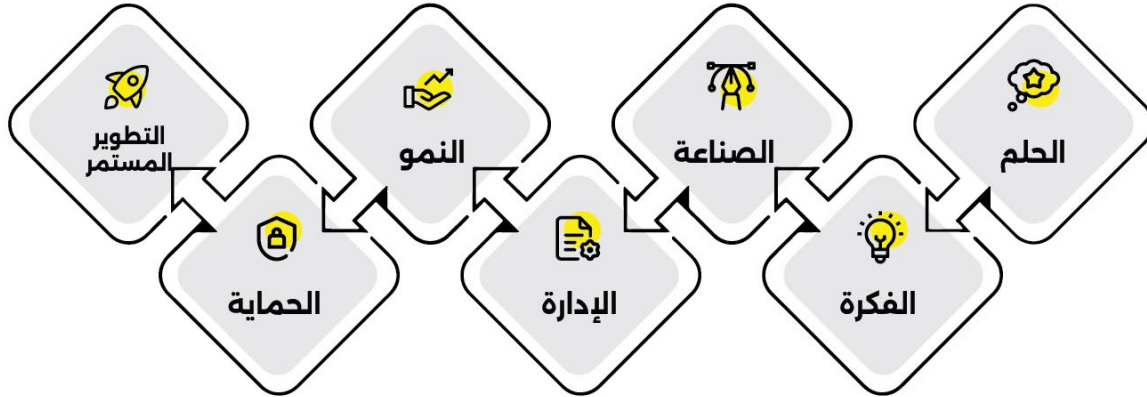 الحلم
الفكرة
الصناعة
الإدارة
النمو
الحماية
التطوير
المستمر